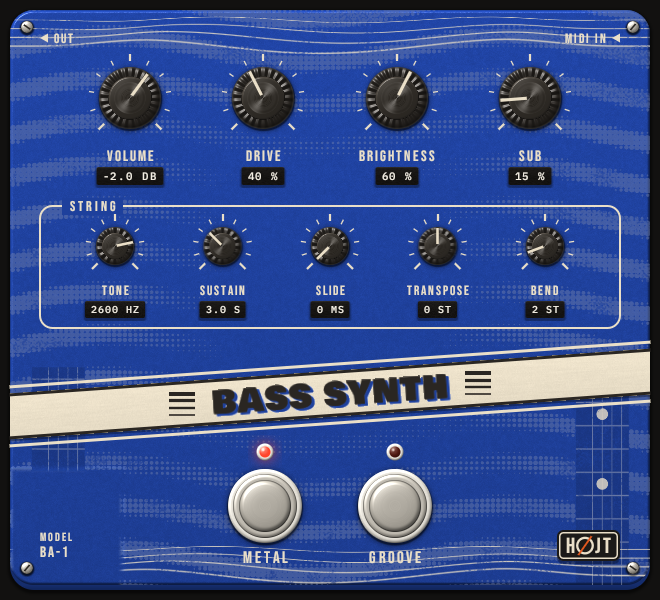 OUT
MIDI IN
VOLUME
DRIVE
BRIGHTNESS
SUB
-2.0 DB
40 %
60 %
15 %
STRING
TONE
SUSTAIN
SLIDE
TRANSPOSE
BEND
2600 HZ
3.0 S
0 MS
0 ST
2 ST
BASS SYNTH
METAL
GROOVE
MODEL
BA-1
HØJT